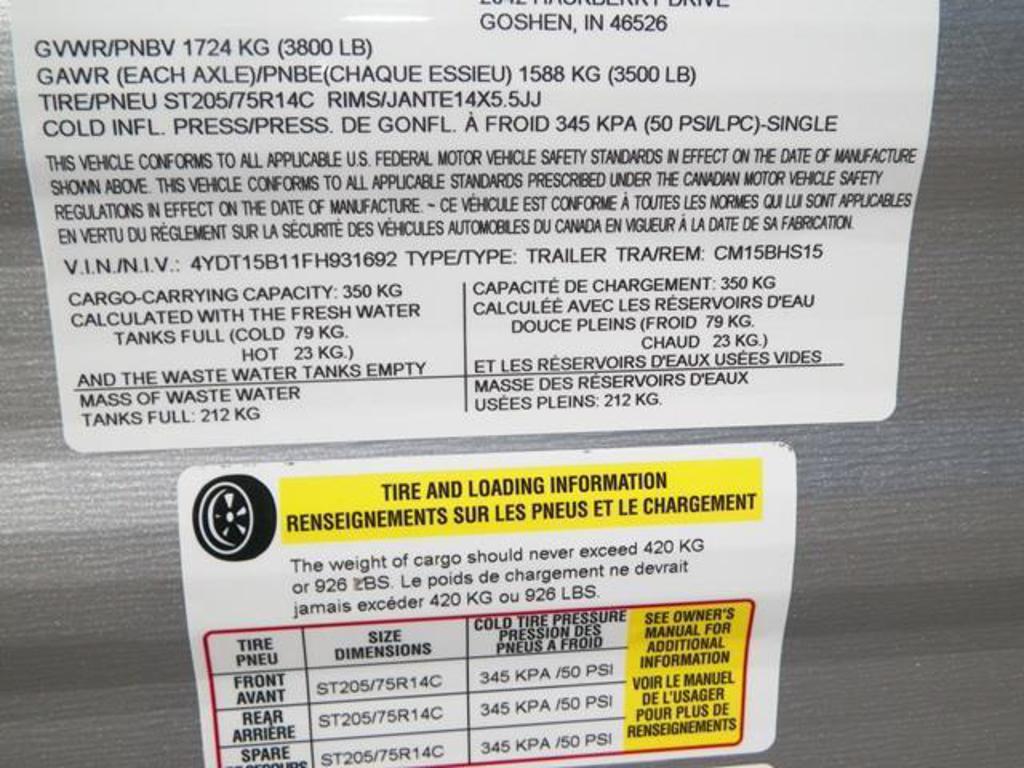 GOSHEN, IN 46526
GVWR/PNBV 1724 KG (3800 LB)
GAWR (EACH AXLE)/PNBE(CHAQUE ESSIEU) 1588 KG (3500 LB)
TIRE/PNEU ST205/75R14C RIMS/JANTE14X5.5JJ
COLD INFL. PRESS/PRESS. DE GONFL. À FROID 345 KPA (50 PSI/LPC)-SINGLE
THIS VEHICLE CONFORMS TO ALL APPLICABLE U.S. FEDERAL MOTOR VEHICLE SAFETY STANDARDS IN EFFECT ON THE DATE OF MANUFACTURE
SHOWN ABOVE. THIS VEHICLE CONFORMS TO ALL APPLICABLE STANDARDS PRESCRIBED UNDER THE CANADIAN MOTOR VEHICLE SAFETY
REGULATIONS IN EFFECT ON THE DATE OF MANUFACTURE. ~ CE VÉHICULE EST CONFORME À TOUTES LES NORMES QUI LUI SONT APPLICABLES
EN VERTU DU RÈGLEMENT SUR LA SÉCURITÉ DES VÉHICULES AUTOMOBILES DU CANADA EN VIGUEUR À LA DATE DE SA FABRICATION.
V.I.N./N.I.V.: 4YDT15B11FH931692 TYPE/TYPE: TRAILER TRA/REM: CM15BHS15
CARGO-CARRYING CAPACITY: 350 KG
CALCULATED WITH THE FRESH WATER
TANKS FULL (COLD 79 KG.
HOT 23 KG.)
AND THE WASTE WATER TANKS EMPTY
MASS OF WASTE WATER
TANKS FULL: 212 KG
CAPACITÉ DE CHARGEMENT: 350 KG
CALCULÉE AVEC LES RÉSERVOIRS D'EAU
DOUCE PLEINS (FROID 79 KG.
CHAUD 23 KG.)
ET LES RÉSERVOIRS D'EAUX USÉES VIDES
MASSE DES RÉSERVOIRS D'EAUX
USÉES PLEINS: 212 KG.
TIRE AND LOADING INFORMATION
RENSEIGNEMENTS SUR LES PNEUS ET LE CHARGEMENT
The weight of cargo should never exceed 420 KG
or 926 LBS. Le poids de chargement ne devrait
jamais excéder 420 KG ou 926 LBS.
TIRE
PNEU
SIZE
DIMENSIONS
COLD TIRE PRESSURE
PRESSION DES
PNEUS A FROID
FRONT
AVANT
ST205/75R14C
345 KPA /50 PSI
REAR
ARRIÈRE
ST205/75R14C
345 KPA /50 PSI
SPARE
ST205/75R14C
345 KPA /50 PSI
SEE OWNER'S
MANUAL FOR
ADDITIONAL
INFORMATION
VOIR LE MANUEL
DE L'USAGER
POUR PLUS DE
RENSEIGNEMENTS